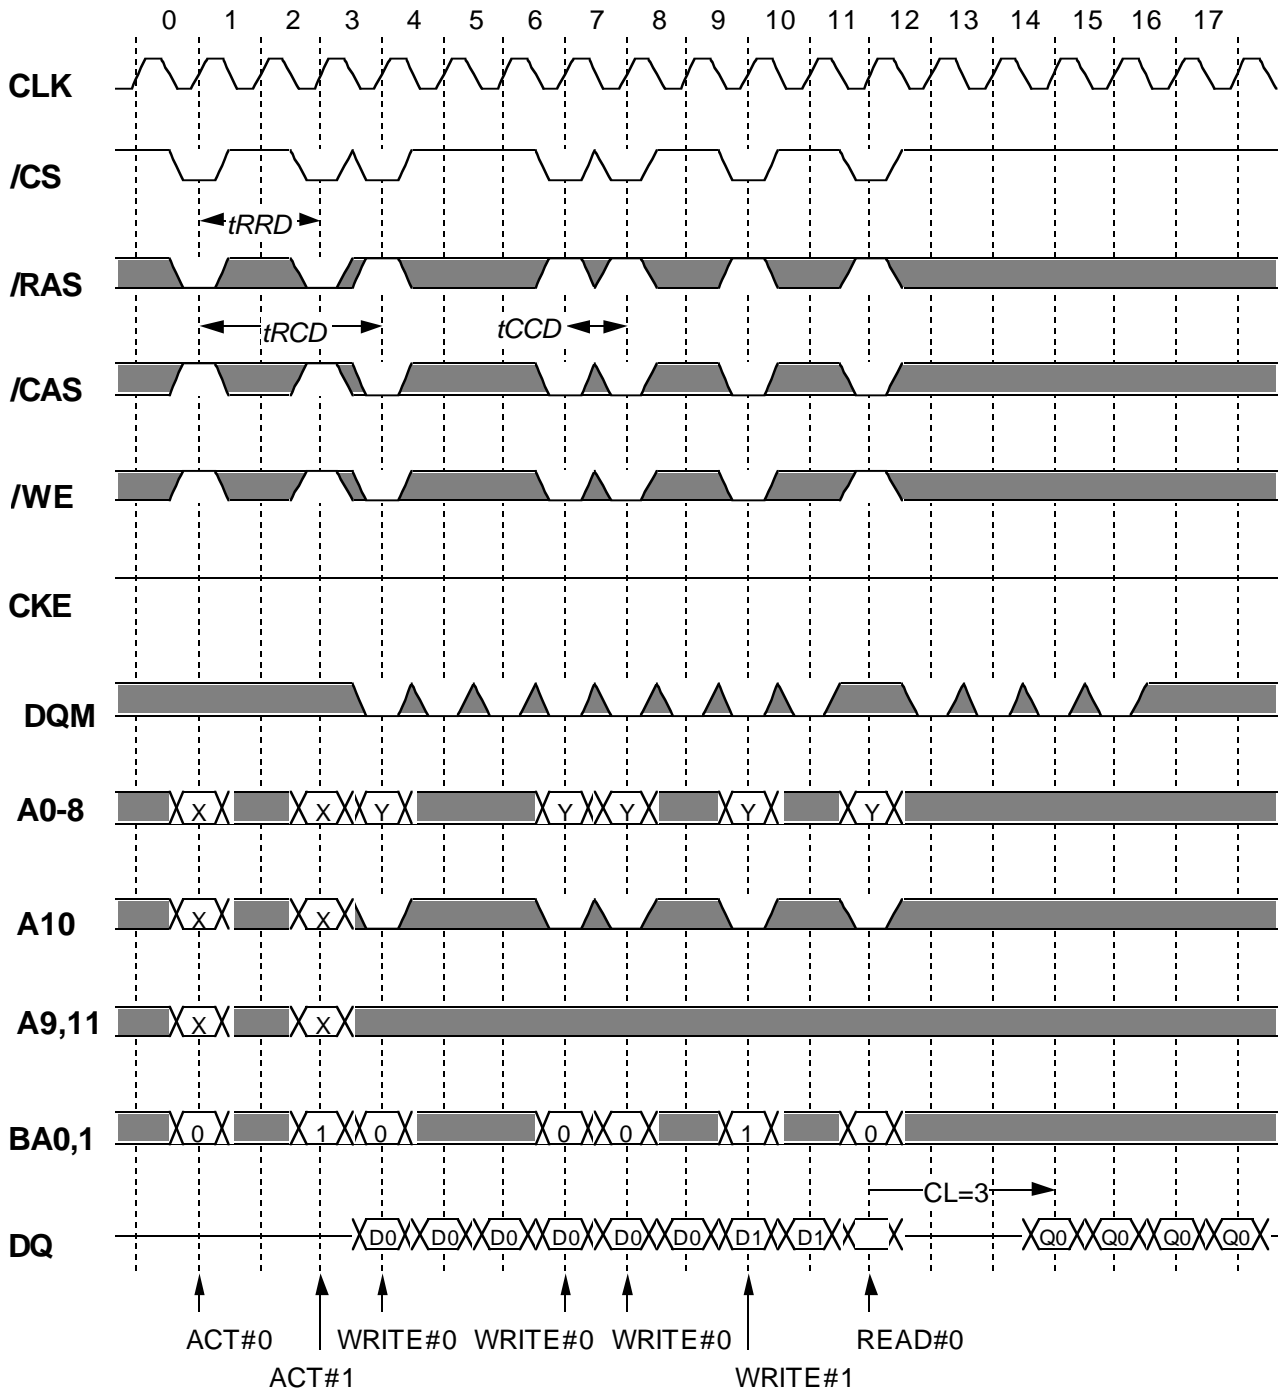 0 1 2 3 4 5 6 7 8 9 10 11 12 13 14 15 16 17
CLK
/CS
tRRD
/RAS
tRCD tCCD
/CAS
/WE
CKE
DQM
A0-8 X X Y Y Y Y Y
A10 X X
A9,11 X X
BA0,1 0 1 0 0 0 1 0
CL=3
DQ D0 D0 D0 D0 D0 D0 D1 D1 Q0 Q0 Q0 Q0
ACT#0 WRITE#0 WRITE#0 WRITE#0 READ#0
ACT#1 WRITE#1